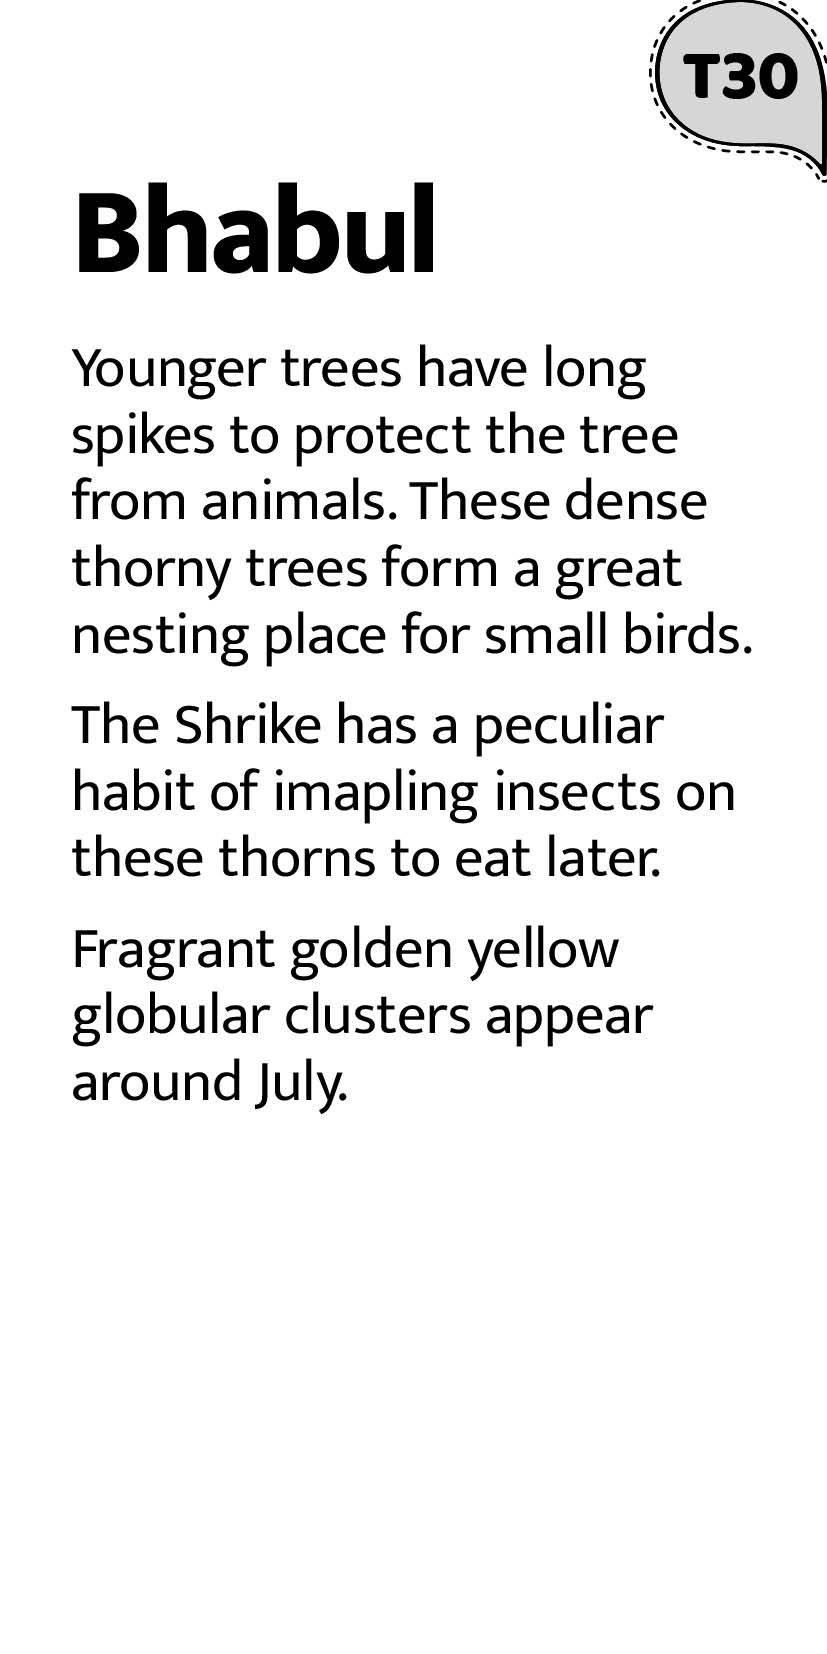 T30
Bhabul
Younger trees have long
spikes to protect the tree
from animals. These dense
thorny trees form a great
nesting place for small birds.
The Shrike has a peculiar
habit of imapling insects on
these thorns to eat later.
Fragrant golden yellow
globular clusters appear
around July.